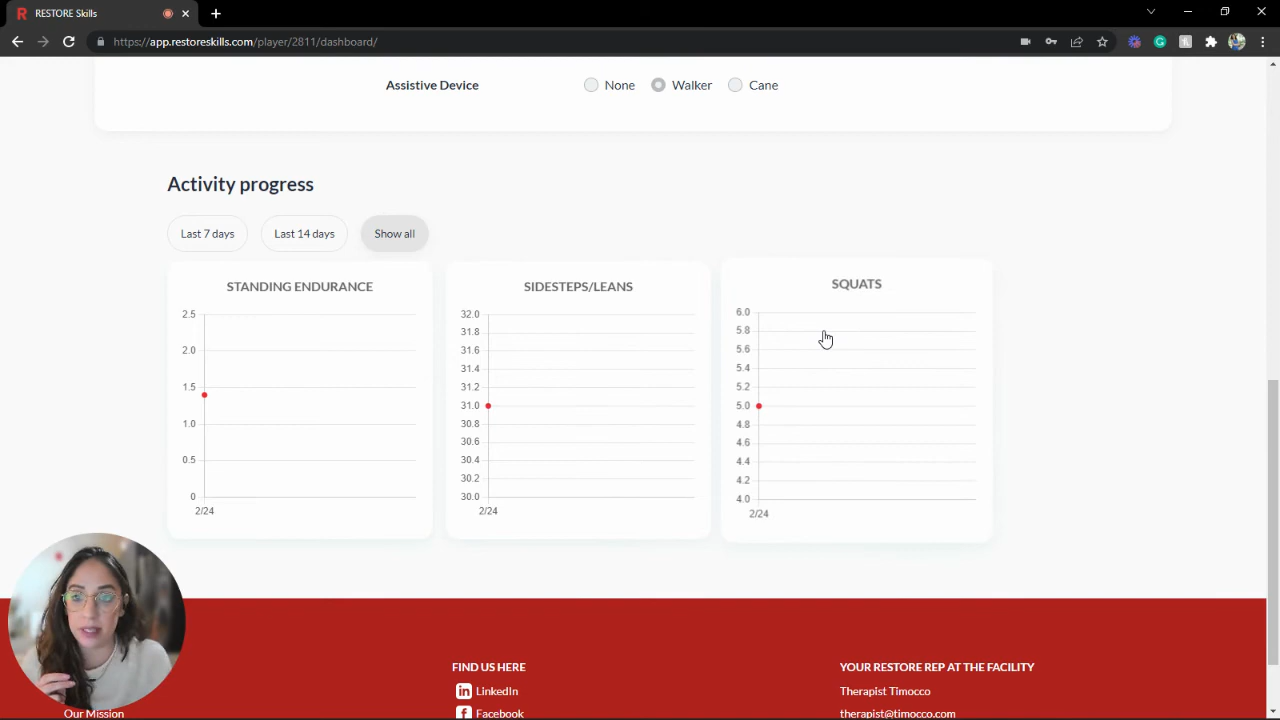 RESTORE Skills
https://app.restoreskills.com/player/2811/dashboard/
Assistive Device None Walker Cane
Activity progress
Last 7 days Last 14 days Show all
STANDING ENDURANCE
2.5
2.0
1.5
1.0
0.5
0
2/24
SIDESTEPS/LEANS
32.0
31.8
31.6
31.4
31.2
31.0
30.8
30.6
30.4
30.2
30.0
2/24
SQUATS
6.0
5.8
5.6
5.4
5.2
5.0
4.8
4.6
4.4
4.2
4.0
2/24
Our Mission
FIND US HERE
LinkedIn
Facebook
YOUR RESTORE REP AT THE FACILITY
Therapist Timocco
therapist@timocco.com